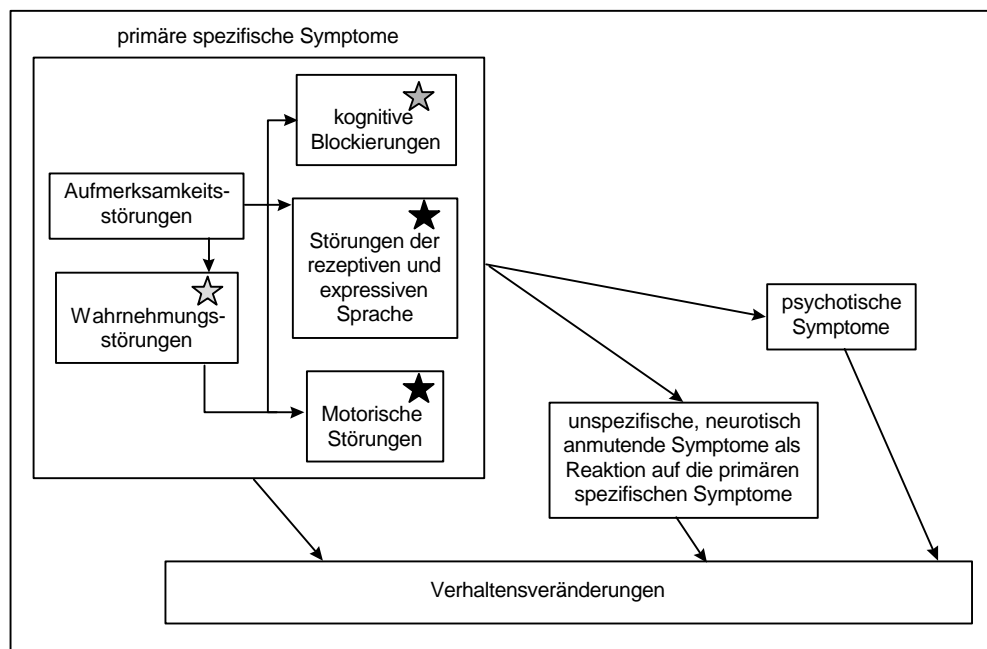 primäre spezifische Symptome
kognitive
Blockierungen
Aufmerksamkeits-
störungen
Störungen der
rezeptiven und
expressiven
Sprache
Wahrnehmungs-
störungen
Motorische
Störungen
psychotische
Symptome
unspezifische, neurotisch
anmutende Symptome als
Reaktion auf die primären
spezifischen Symptome
Verhaltensveränderungen